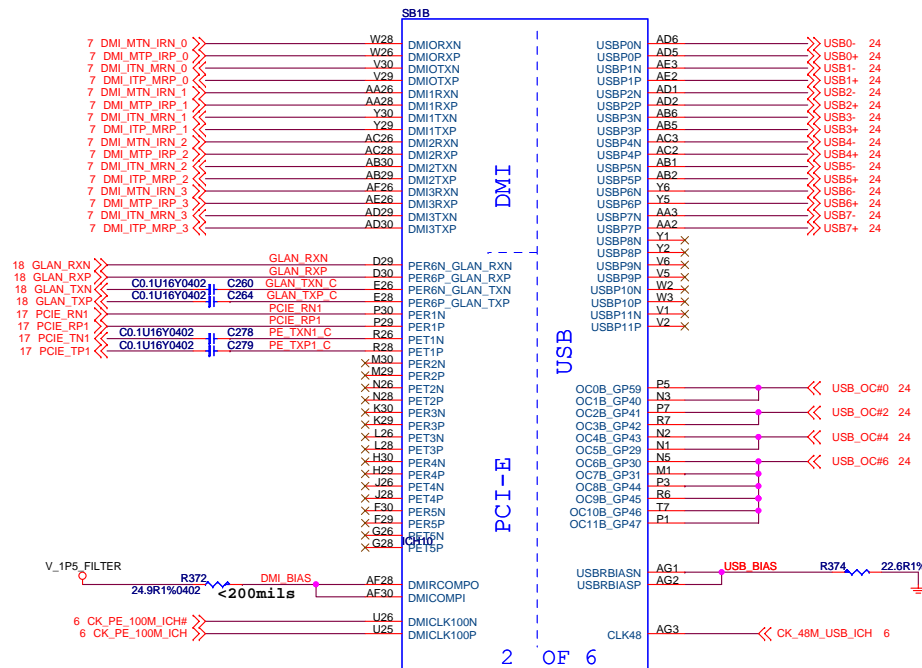 SB1B
7 DMI_MTN_IRN_0 W28 DMIORXN USBP0N AD6 USB0- 24
7 DMI_MTP_IRP_0 W26 DMIORXP USBP0P AD5 USB0+ 24
7 DMI_ITN_MRN_0 V30 DMIOTXN USBP1N AE3 USB1- 24
7 DMI_ITP_MRP_0 V29 DMIOTXP USBP1P AE2 USB1+ 24
7 DMI_MTN_IRN_1 AA26 DMI1RXN USBP2N AD1 USB2- 24
7 DMI_MTP_IRP_1 AA28 DMI1RXP USBP2P AD2 USB2+ 24
7 DMI_ITN_MRN_1 Y30 DMI1TXN USBP3N AB6 USB3- 24
7 DMI_ITP_MRP_1 Y29 DMI1TXP USBP3P AB5 USB3+ 24
7 DMI_MTN_IRN_2 AC26 DMI2RXN USBP4N AC3 USB4- 24
7 DMI_MTP_IRP_2 AC28 DMI2RXP USBP4P AC2 USB4+ 24
7 DMI_ITN_MRN_2 AB30 DMI2TXN USBP5N AB1 USB5- 24
7 DMI_ITP_MRP_2 AB29 DMI2TXP USBP5P AB2 USB5+ 24
7 DMI_MTN_IRN_3 AF26 DMI3RXN USBP6N Y6 USB6- 24
7 DMI_MTP_IRP_3 AE26 DMI3RXP USBP6P Y5 USB6+ 24
7 DMI_ITN_MRN_3 AD29 DMI3TXN USBP7N AA3 USB7- 24
7 DMI_ITP_MRP_3 AD30 DMI3TXP USBP7P AA2 USB7+ 24
DMI
USBP8N Y1
USBP8P Y2
18 GLAN_RXN GLAN_RXN D29 PER6N_GLAN_RXN USBP9N V6
18 GLAN_RXP GLAN_RXP D30 PER6P_GLAN_RXP USBP9P V5
18 GLAN_TXN C0.1U16Y0402 C260 GLAN_TXN_C E26 PER6N_GLAN_TXN USBP10N W2
18 GLAN_TXP C0.1U16Y0402 C264 GLAN_TXP_C E28 PER6P_GLAN_TXP USBP10P W3
17 PCIE_RN1 PCIE_RN1 P30 PER1N USBP11N V1
17 PCIE_RP1 PCIE_RP1 P29 PER1P USBP11P V2
17 PCIE_TN1 C0.1U16Y0402 C278 PE_TXN1_C R26 PET1N
17 PCIE_TP1 C0.1U16Y0402 C279 PE_TXP1_C R28 PET1P
USB
M30 PER2N
M29 PER2P
N26 PET2N OC0B_GP59 P5 USB_OC#0 24
N28 PET2P OC1B_GP40 N3
K30 PER3N OC2B_GP41 P7 USB_OC#2 24
K29 PER3P OC3B_GP42 R7
L26 PET3N OC4B_GP43 N2 USB_OC#4 24
L28 PET3P OC5B_GP29 N1
H30 PER4N OC6B_GP30 N5 USB_OC#6 24
H29 PER4P OC7B_GP31 M1
J26 PET4N OC8B_GP44 P3
J28 PET4P OC9B_GP45 R6
F30 PER5N OC10B_GP46 T7
F29 PER5P OC11B_GP47 P1
G26 PET5N
G28 PET5P
PCI-E
ICH10
V_1P5_FILTER
R372 DMI_BIAS AF28 DMIRCOMPO USBRBIASN AG1 USB_BIAS R374 22.6R1%
24.9R1%0402 <200mils AF30 DMICOMPI USBRBIASP AG2
6 CK_PE_100M_ICH# U26 DMICLK100N
6 CK_PE_100M_ICH U25 DMICLK100P CLK48 AG3 CK_48M_USB_ICH 6
2 OF 6